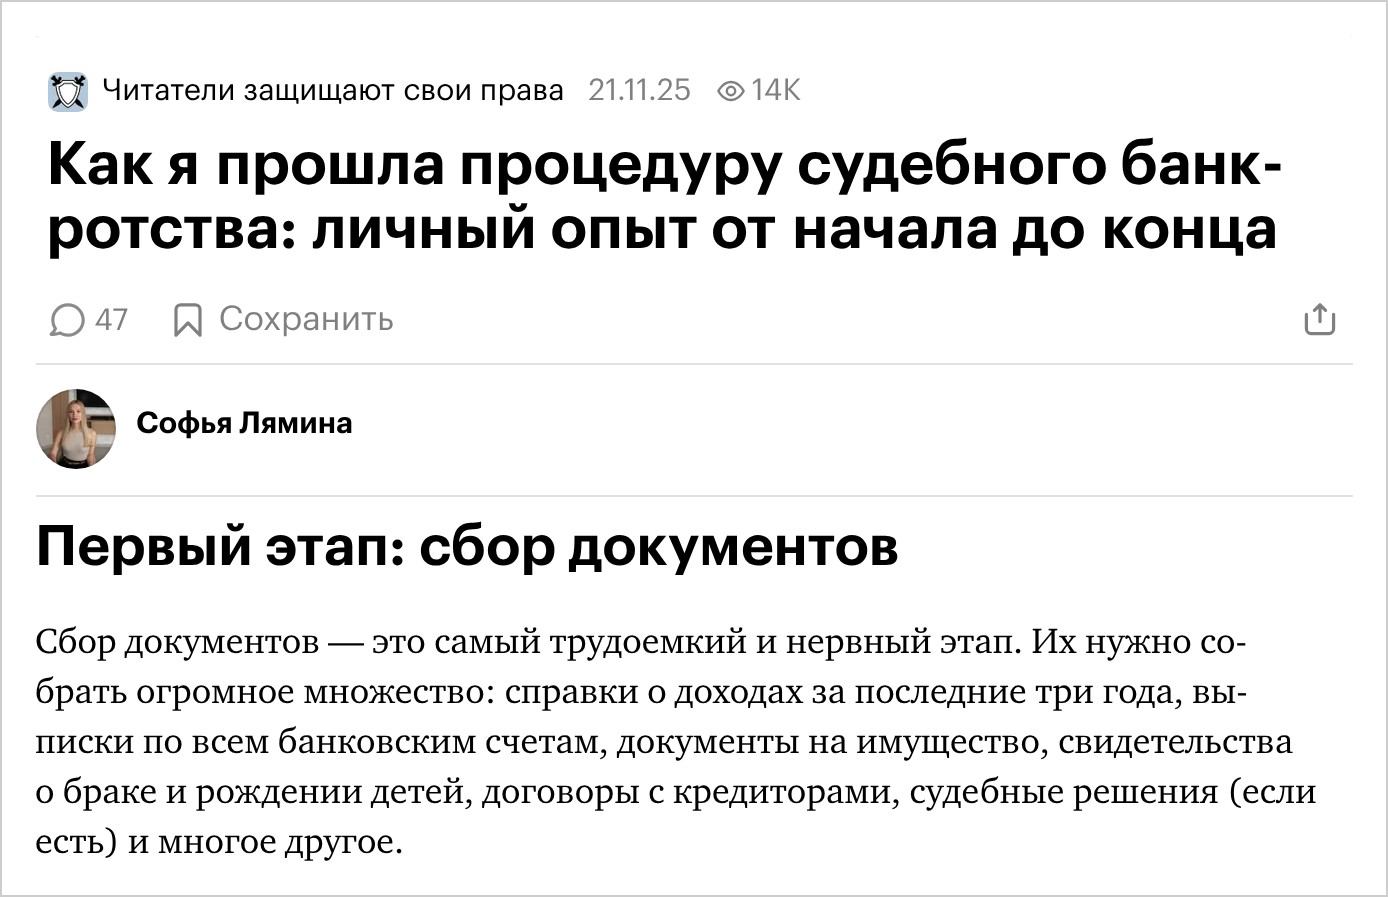 Читатели защищают свои права 21.11.25 14K
Как я прошла процедуру судебного банк-
ротства: личный опыт от начала до конца
47 Сохранить
Софья Лямина
Первый этап: сбор документов
Сбор документов — это самый трудоемкий и нервный этап. Их нужно со-
брать огромное множество: справки о доходах за последние три года, вы-
писки по всем банковским счетам, документы на имущество, свидетельства
о браке и рождении детей, договоры с кредиторами, судебные решения (если
есть) и многое другое.